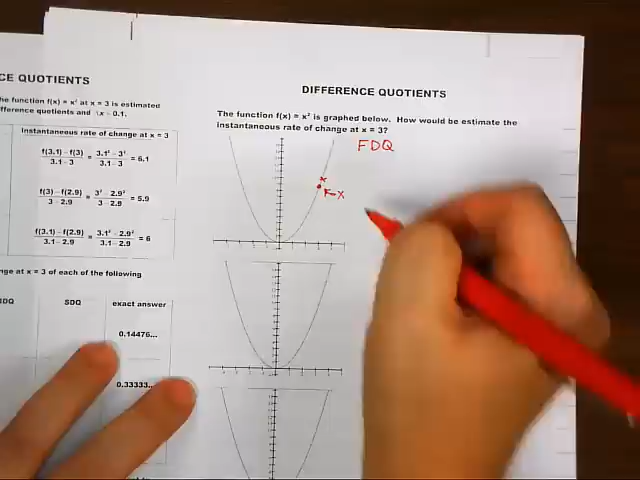 CE QUOTIENTS
he function f(x) = x² at x = 3 is estimated
fference quotients and
x = 0.1.
Instantaneous rate of change at x = 3
f(3.1) – f(3) / 3.1 – 3 = 3.1² – 3² / 3.1 – 3 = 6.1
f(3) – f(2.9) / 3 – 2.9 = 3² – 2.9² / 3 – 2.9 = 5.9
f(3.1) – f(2.9) / 3.1 – 2.9 = 3.1² – 2.9² / 3.1 – 2.9 = 6
nge at x = 3 of each of the following
SDQ
exact answer
0.14476...
0.33333...
DIFFERENCE QUOTIENTS
The function f(x) = x² is graphed below. How would be estimate the
instantaneous rate of change at x = 3?
FDQ
x
x